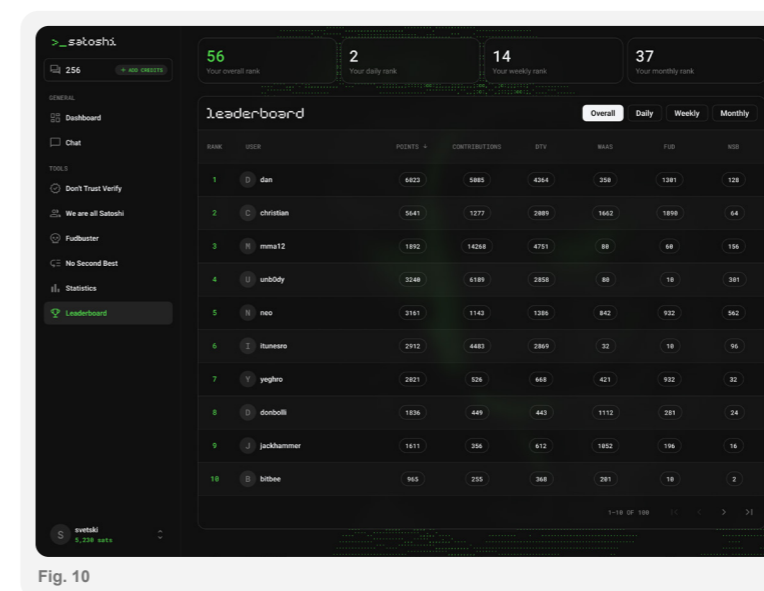 >_satoshi
256 + ADD CREDITS
GENERAL
Dashboard
Chat
TOOLS
Don't Trust Verify
We are all Satoshi
Fudbuster
No Second Best
Statistics
Leaderboard
S svetski
5,330 sats
56
Your overall rank
2
Your daily rank
14
Your weekly rank
37
Your monthly rank
leaderboard
Overall Daily Weekly Monthly
RANK USER POINTS ↓ CONTRIBUTIONS DTV WAAS FUD NSB
1 D dan 6023 5085 4364 350 1301 128
2 C christian 5641 1277 2089 1662 1890 64
3 M mma12 1892 14268 4751 80 60 156
4 U unb0dy 3240 6189 2858 80 10 301
5 N neo 3161 1143 1386 842 932 562
6 I itunesro 2912 4483 2869 32 10 96
7 Y yeghro 2021 526 668 421 932 32
8 D donbolli 1836 449 443 1112 281 24
9 J jackhammer 1611 356 612 1052 196 16
10 B bitbee 965 255 368 201 10 2
1-10 OF 100
Fig. 10